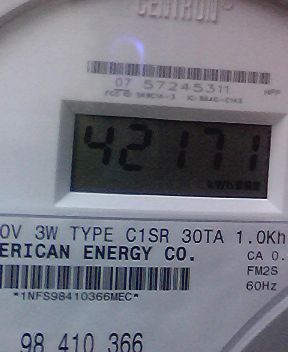 CENTRON
07 57245311
HPP
42171
kWh
0V 3W TYPE C1SR 30TA 1.0Kh
ERICAN ENERGY CO.
CA 0.
FM2S
60Hz
*1NFS98410366MEC*
98 410 366